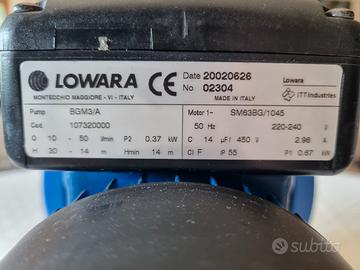 LOWARA
MONTECCHIO MAGGIORE - VI - ITALY
CE
Date 20020626
No 02304
MADE IN ITALY
Lowara
ITT Industries
Pump BGM3/A
Cod. 107320000
Q 10 - 50 l/min P2 0.37 kW
H 30 - 14 m H min 14 m
Motor 1~ SM63BG/1045
50 Hz 220-240 V
C 14 µF/ 450 V 2.96 A
Cl F IP 55 P1 0.67 kW
subito